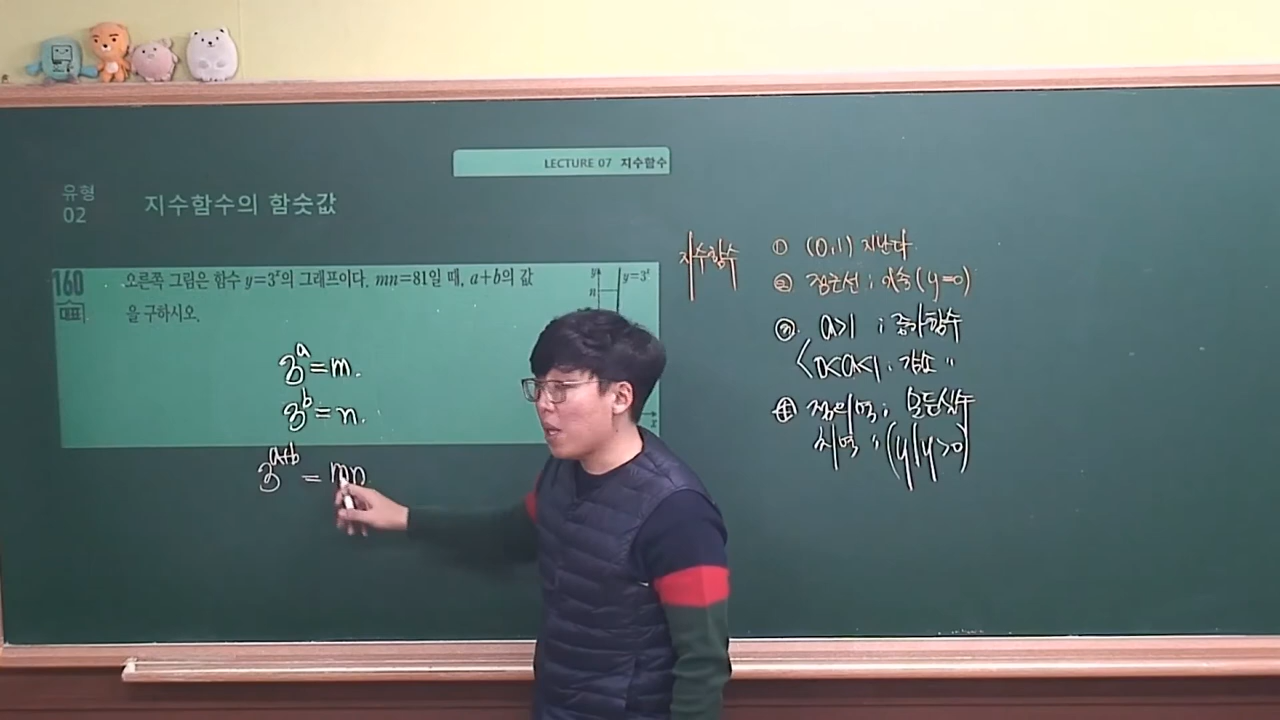 LECTURE 07 지수함수
유형
02
지수함수의 함숫값
160
대표
오른쪽 그림은 함수 y=3ˣ의 그래프이다. mn=81일 때, a+b의 값
을 구하시오.
y
y=3ˣ
n
x
3ᵃ=m.
3ᵇ=n.
3ᵃ⁺ᵇ=mn
지수함수
① (0,1) 지난다.
② 점근선 ; x축(y=0)
③ a>1 ; 증가함수
0<a<1 ; 감소 〃
④ 정의역 ; 모든실수
치역 ; {y|y>0}